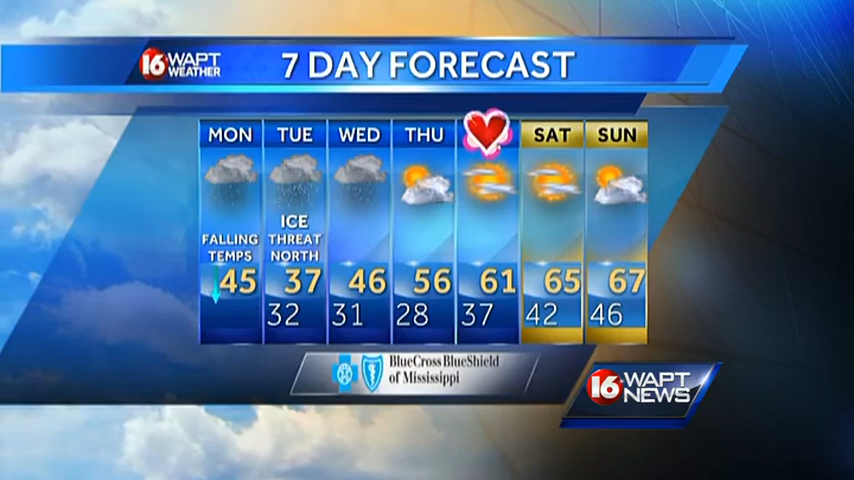 16 WAPT
WEATHER
7 DAY FORECAST
MON TUE WED THU SAT SUN
FALLING
TEMPS
ICE
THREAT
NORTH
45 37 46 56 61 65 67
32 31 28 37 42 46
BlueCross BlueShield
of Mississippi
16 WAPT
NEWS